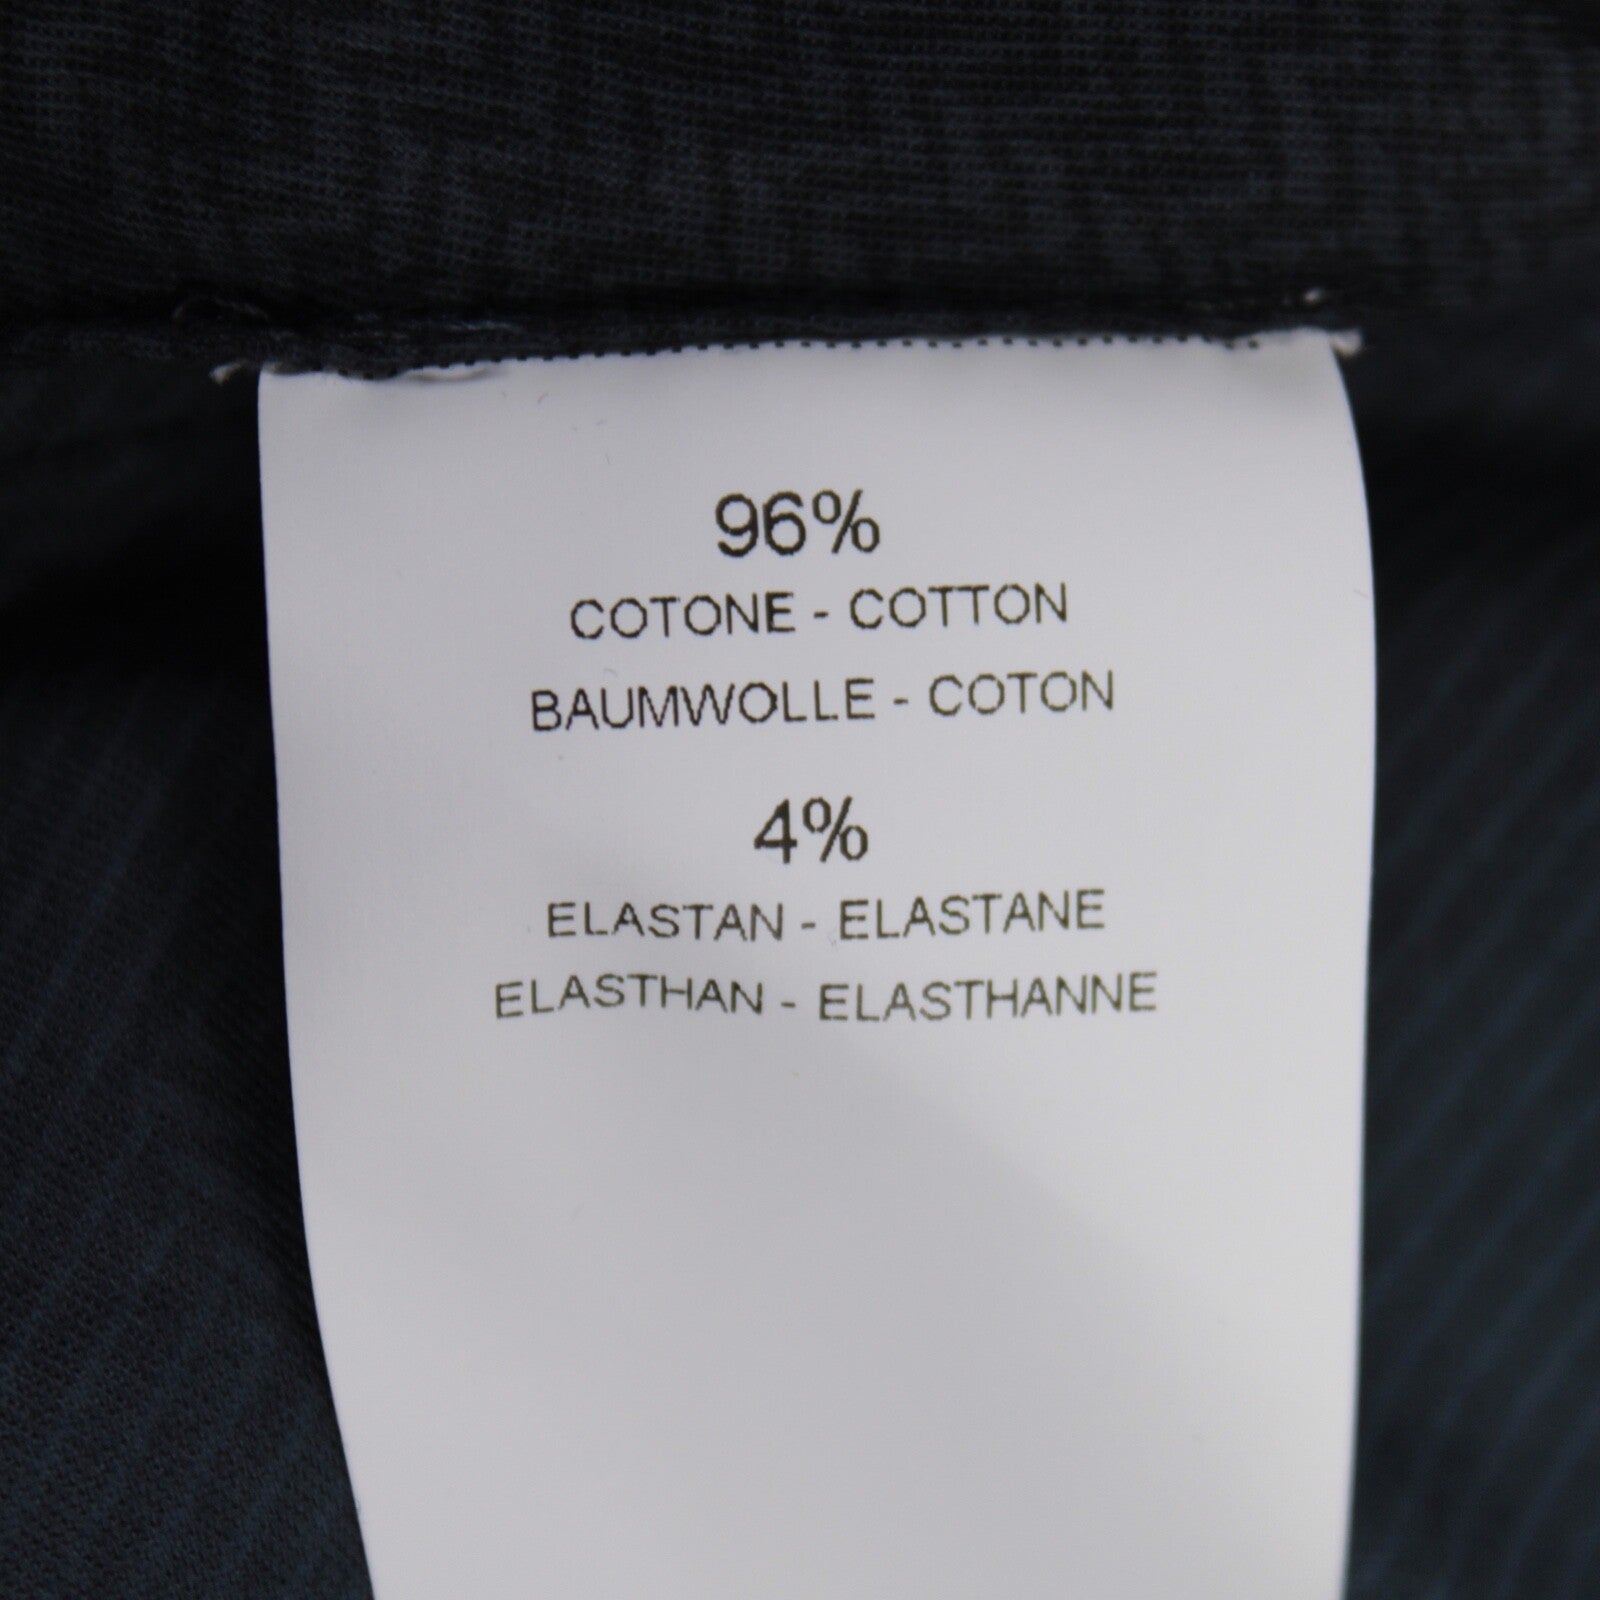 96%
COTONE - COTTON
BAUMWOLLE - COTON
4%
ELASTAN - ELASTANE
ELASTHAN - ELASTHANNE